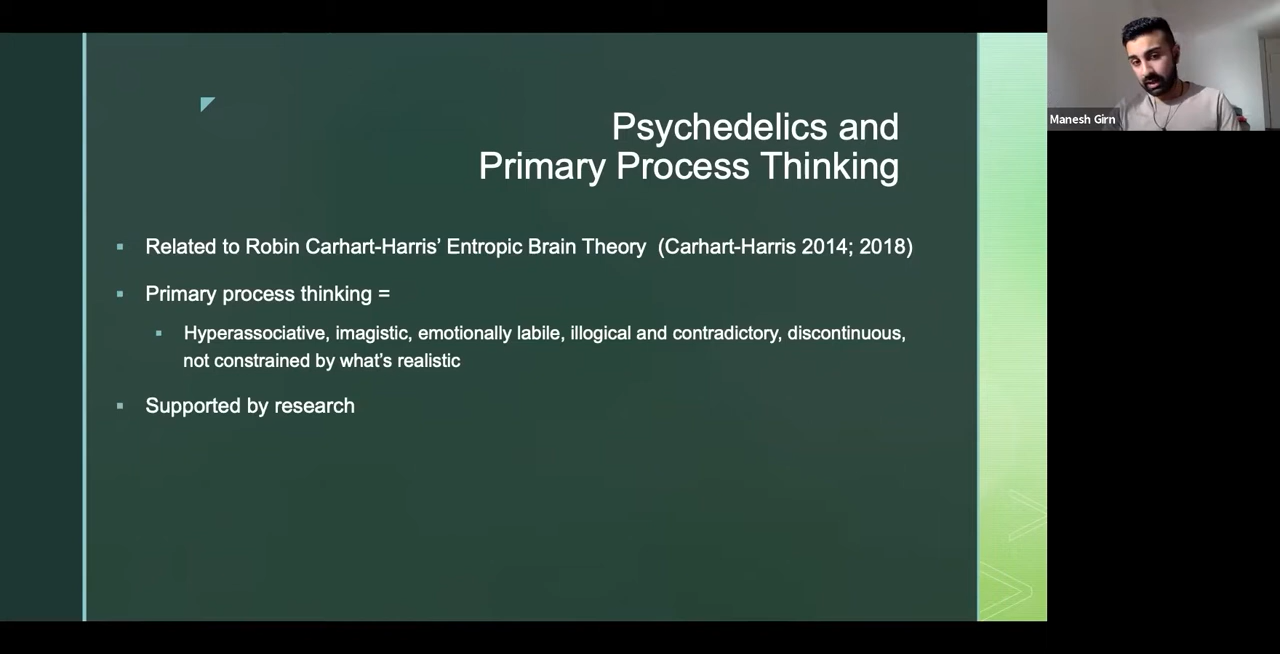 Psychedelics and
Primary Process Thinking
Related to Robin Carhart-Harris’ Entropic Brain Theory  (Carhart-Harris 2014; 2018)
Primary process thinking =
Hyperassociative, imagistic, emotionally labile, illogical and contradictory, discontinuous,
not constrained by what’s realistic
Supported by research
Manesh Girn